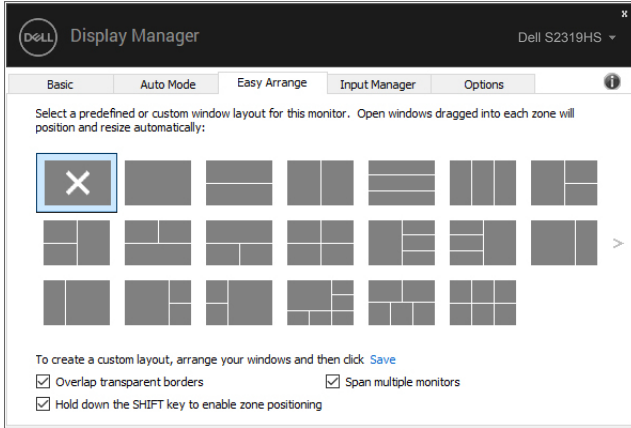 x
DELL Display Manager Dell S2319HS
Basic Auto Mode Easy Arrange Input Manager Options i
Select a predefined or custom window layout for this monitor. Open windows dragged into each zone will
position and resize automatically:
>
To create a custom layout, arrange your windows and then click Save
Overlap transparent borders Span multiple monitors
Hold down the SHIFT key to enable zone positioning